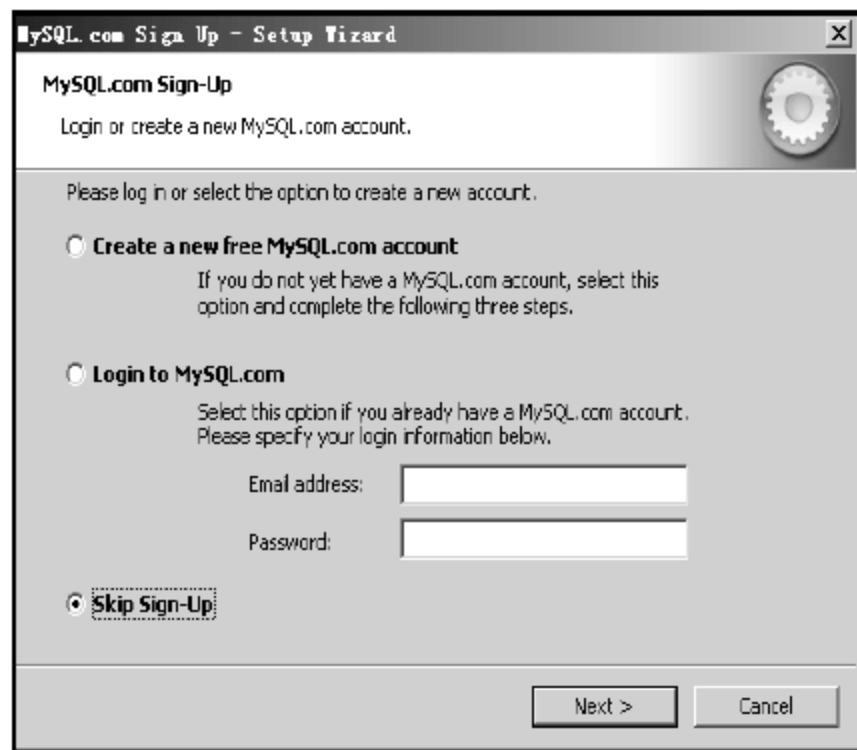 MySQL.com Sign Up - Setup Wizard
MySQL.com Sign-Up
Login or create a new MySQL.com account.
Please log in or select the option to create a new account.
Create a new free MySQL.com account
If you do not yet have a MySQL.com account, select this
option and complete the following three steps.
Login to MySQL.com
Select this option if you already have a MySQL.com account.
Please specify your login information below.
Email address:
Password:
Skip Sign-Up
Next >
Cancel